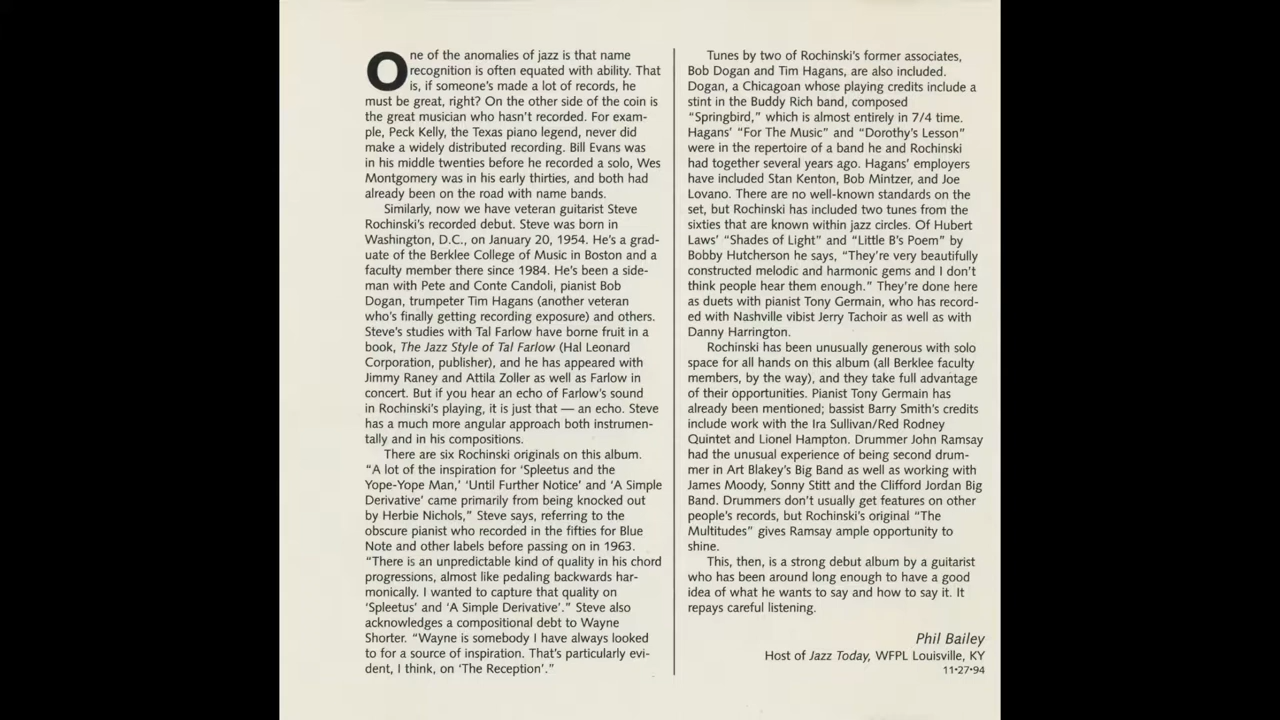 One of the anomalies of jazz is that name
recognition is often equated with ability. That
is, if someone's made a lot of records, he
must be great, right? On the other side of the coin is
the great musician who hasn't recorded. For exam-
ple, Peck Kelly, the Texas piano legend, never did
make a widely distributed recording. Bill Evans was
in his middle twenties before he recorded a solo, Wes
Montgomery was in his early thirties, and both had
already been on the road with name bands.
Similarly, now we have veteran guitarist Steve
Rochinski's recorded debut. Steve was born in
Washington, D.C., on January 20, 1954. He's a grad-
uate of the Berklee College of Music in Boston and a
faculty member there since 1984. He's been a side-
man with Pete and Conte Candoli, pianist Bob
Dogan, trumpeter Tim Hagans (another veteran
who's finally getting recording exposure) and others.
Steve's studies with Tal Farlow have borne fruit in a
book, The Jazz Style of Tal Farlow (Hal Leonard
Corporation, publisher), and he has appeared with
Jimmy Raney and Attila Zoller as well as Farlow in
concert. But if you hear an echo of Farlow's sound
in Rochinski's playing, it is just that — an echo. Steve
has a much more angular approach both instrumen-
tally and in his compositions.
There are six Rochinski originals on this album.
“A lot of the inspiration for ‘Spleetus and the
Yope-Yope Man,’ ‘Until Further Notice’ and ‘A Simple
Derivative’ came primarily from being knocked out
by Herbie Nichols,” Steve says, referring to the
obscure pianist who recorded in the fifties for Blue
Note and other labels before passing on in 1963.
“There is an unpredictable kind of quality in his chord
progressions, almost like pedaling backwards har-
monically. I wanted to capture that quality on
‘Spleetus’ and ‘A Simple Derivative’.” Steve also
acknowledges a compositional debt to Wayne
Shorter. “Wayne is somebody I have always looked
to for a source of inspiration. That's particularly evi-
dent, I think, on ‘The Reception’.”
Tunes by two of Rochinski's former associates,
Bob Dogan and Tim Hagans, are also included.
Dogan, a Chicagoan whose playing credits include a
stint in the Buddy Rich band, composed
“Springbird,” which is almost entirely in 7/4 time.
Hagans' “For The Music” and “Dorothy's Lesson”
were in the repertoire of a band he and Rochinski
had together several years ago. Hagans' employers
have included Stan Kenton, Bob Mintzer, and Joe
Lovano. There are no well-known standards on the
set, but Rochinski has included two tunes from the
sixties that are known within jazz circles. Of Hubert
Laws' “Shades of Light” and “Little B's Poem” by
Bobby Hutcherson he says, “They're very beautifully
constructed melodic and harmonic gems and I don't
think people hear them enough.” They're done here
as duets with pianist Tony Germain, who has record-
ed with Nashville vibist Jerry Tachoir as well as with
Danny Harrington.
Rochinski has been unusually generous with solo
space for all hands on this album (all Berklee faculty
members, by the way), and they take full advantage
of their opportunities. Pianist Tony Germain has
already been mentioned; bassist Barry Smith's credits
include work with the Ira Sullivan/Red Rodney
Quintet and Lionel Hampton. Drummer John Ramsay
had the unusual experience of being second drum-
mer in Art Blakey's Big Band as well as working with
James Moody, Sonny Stitt and the Clifford Jordan Big
Band. Drummers don't usually get features on other
people's records, but Rochinski's original “The
Multitudes” gives Ramsay ample opportunity to
shine.
This, then, is a strong debut album by a guitarist
who has been around long enough to have a good
idea of what he wants to say and how to say it. It
repays careful listening.
Phil Bailey
Host of Jazz Today, WFPL Louisville, KY
11•27•94